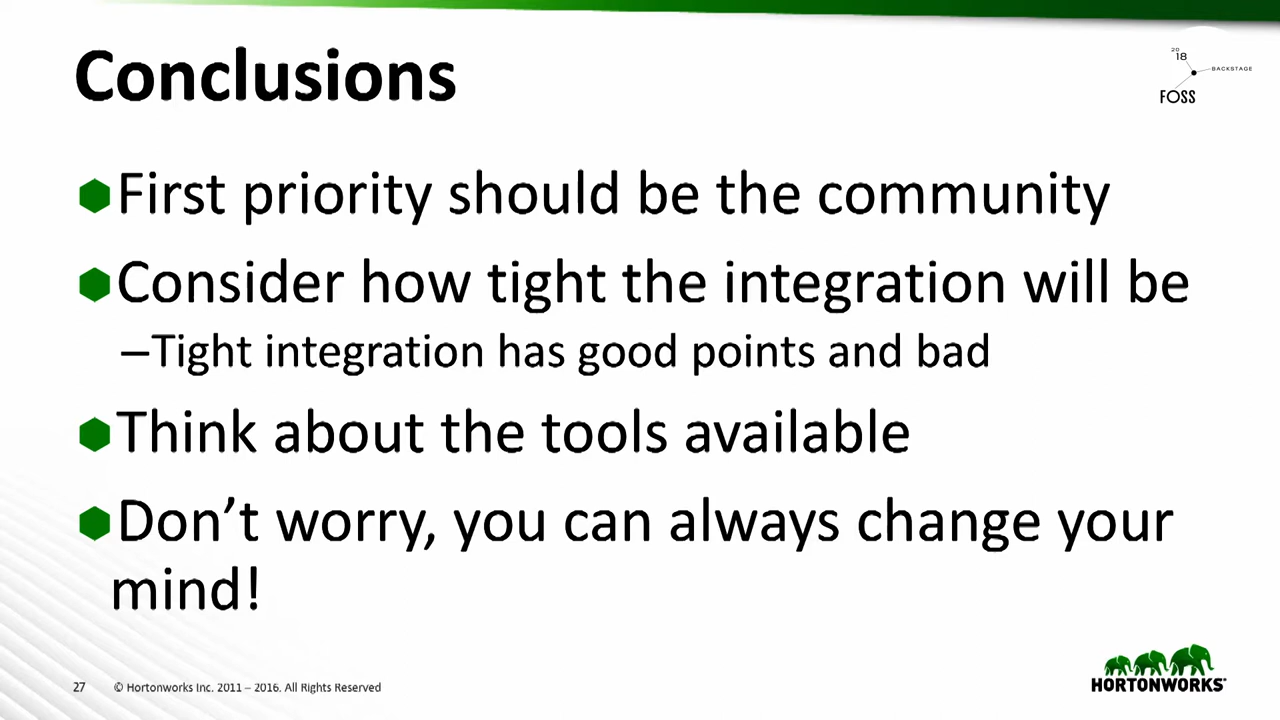 Conclusions
20
18
BACKSTAGE
FOSS
First priority should be the community
Consider how tight the integration will be
–Tight integration has good points and bad
Think about the tools available
Don’t worry, you can always change your
mind!
27 © Hortonworks Inc. 2011 – 2016. All Rights Reserved
HORTONWORKS